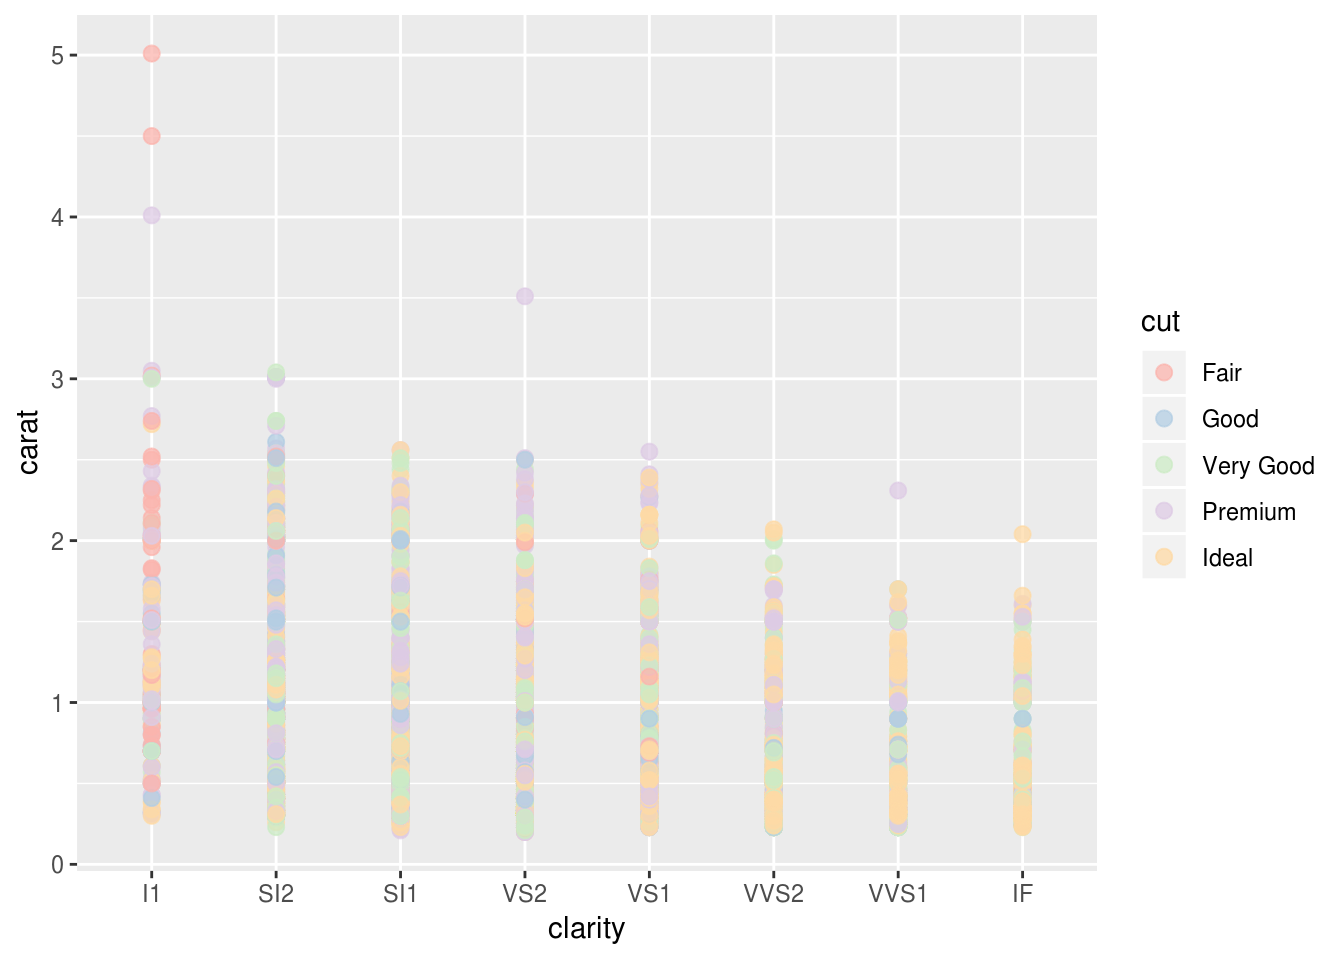 5
4
3
2
1
0
carat
I1 SI2 SI1 VS2 VS1 VVS2 VVS1 IF
clarity
cut
Fair
Good
Very Good
Premium
Ideal